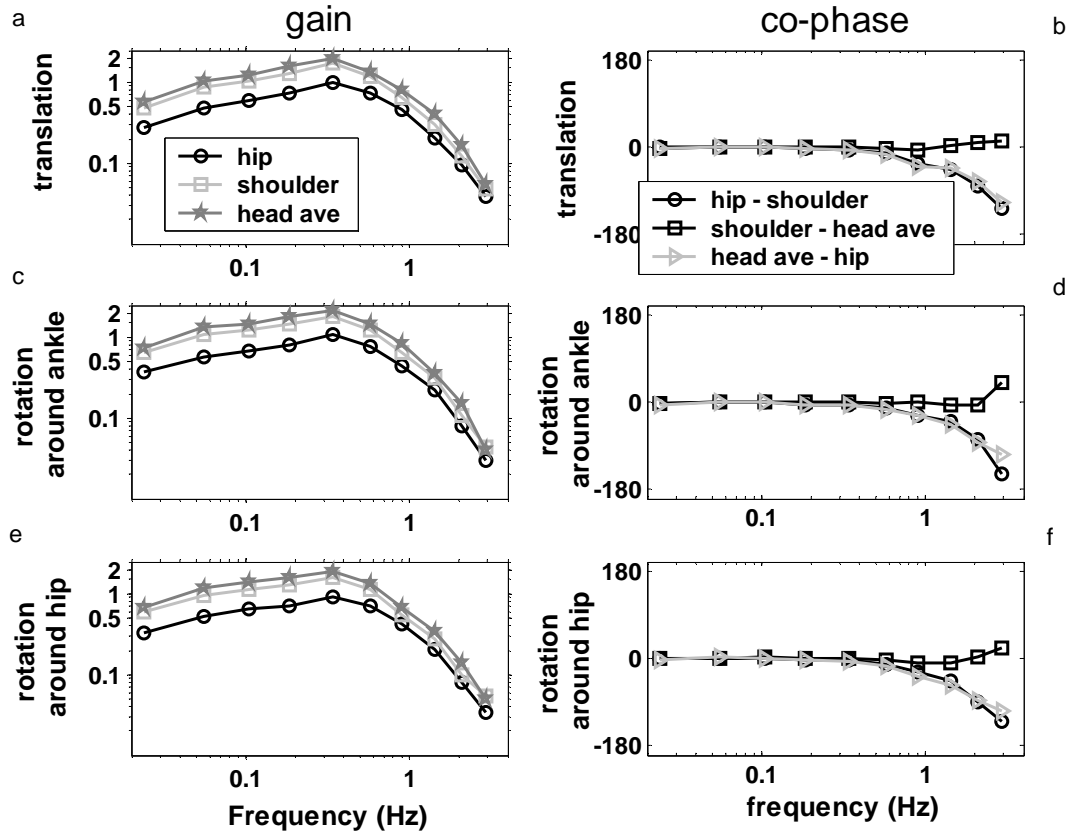 a
gain
co-phase
b
translation
2
1
0.5
0.1
0.1
1
hip
shoulder
head ave
translation
180
0
-180
hip - shoulder
shoulder - head ave
head ave - hip
c
rotation
around ankle
2
1
0.5
0.1
0.1
1
d
rotation
around ankle
180
0
-180
0.1
1
e
rotation
around hip
2
1
0.5
0.1
0.1
1
Frequency (Hz)
f
rotation
around hip
180
0
-180
0.1
1
frequency (Hz)